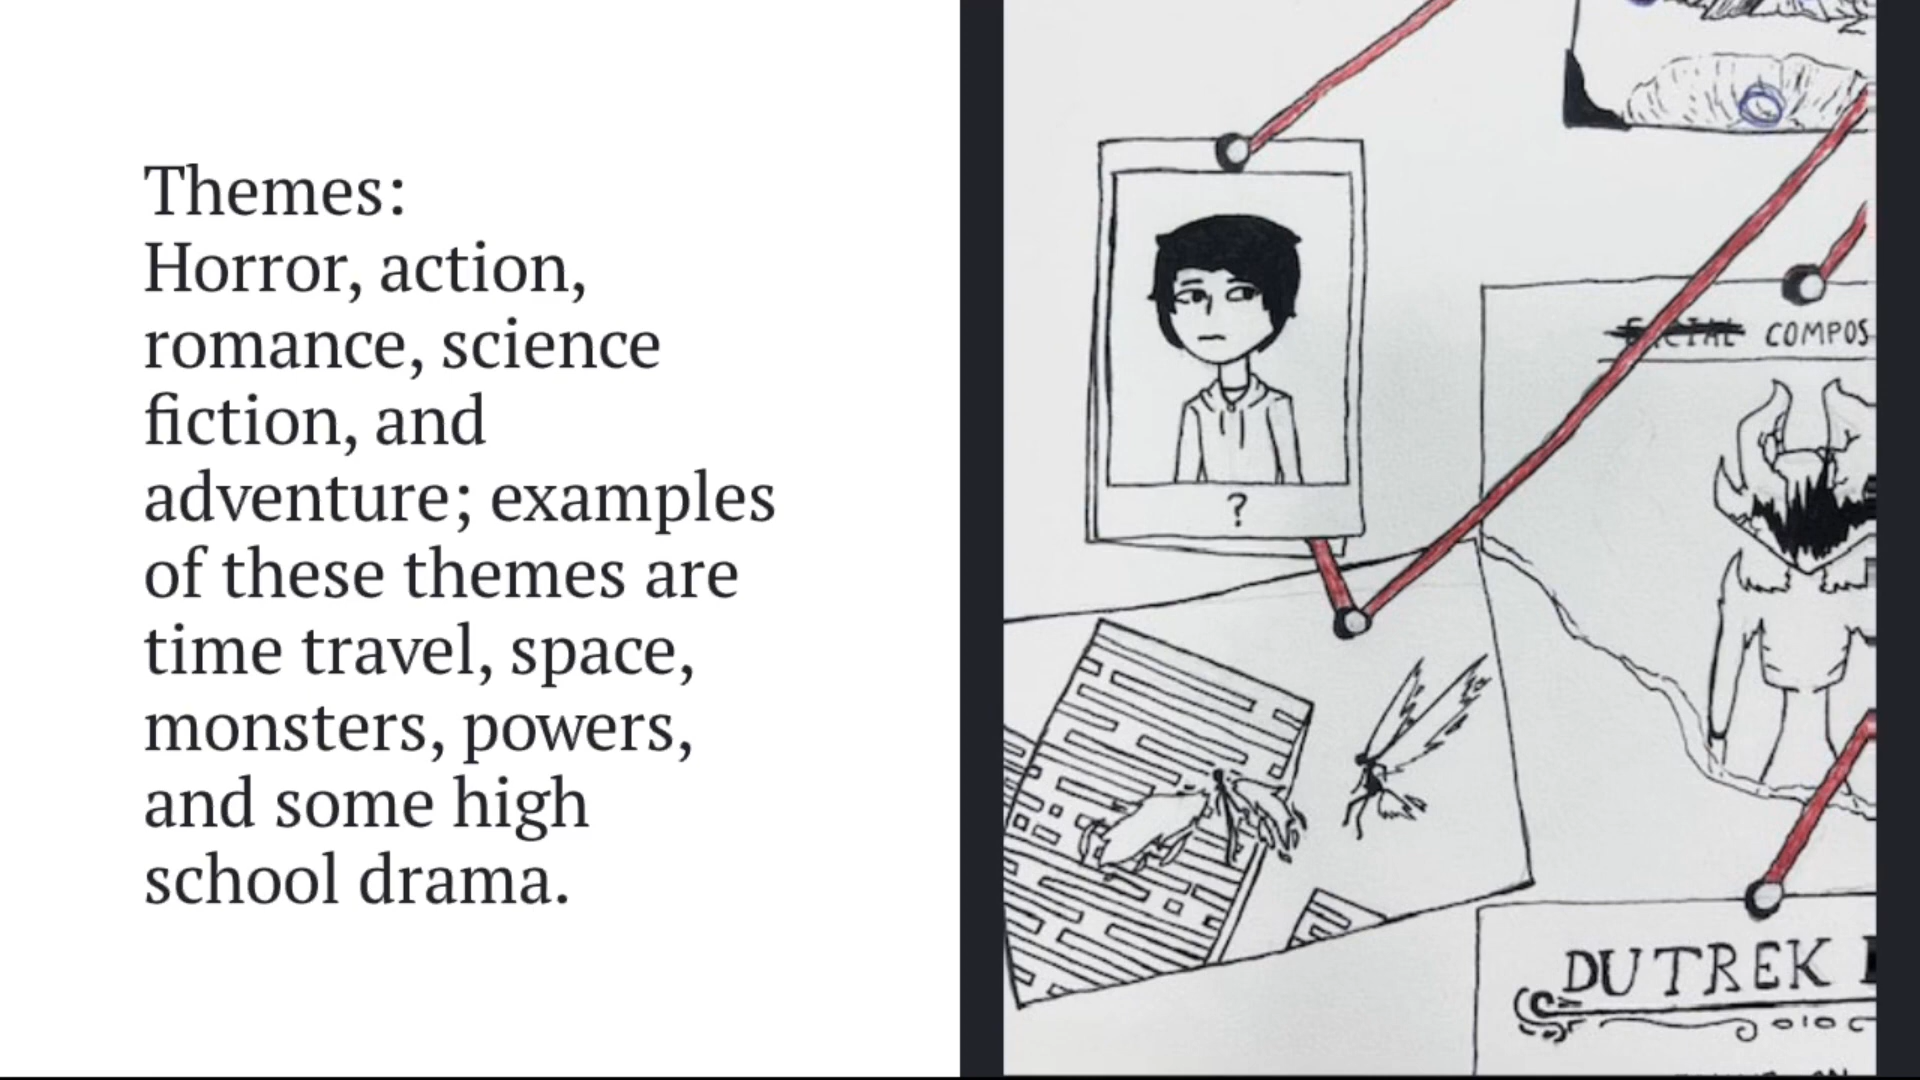 Themes:
Horror, action,
romance, science
fiction, and
adventure; examples
of these themes are
time travel, space,
monsters, powers,
and some high
school drama.
?
FACIAL COMPOS
DUTREK